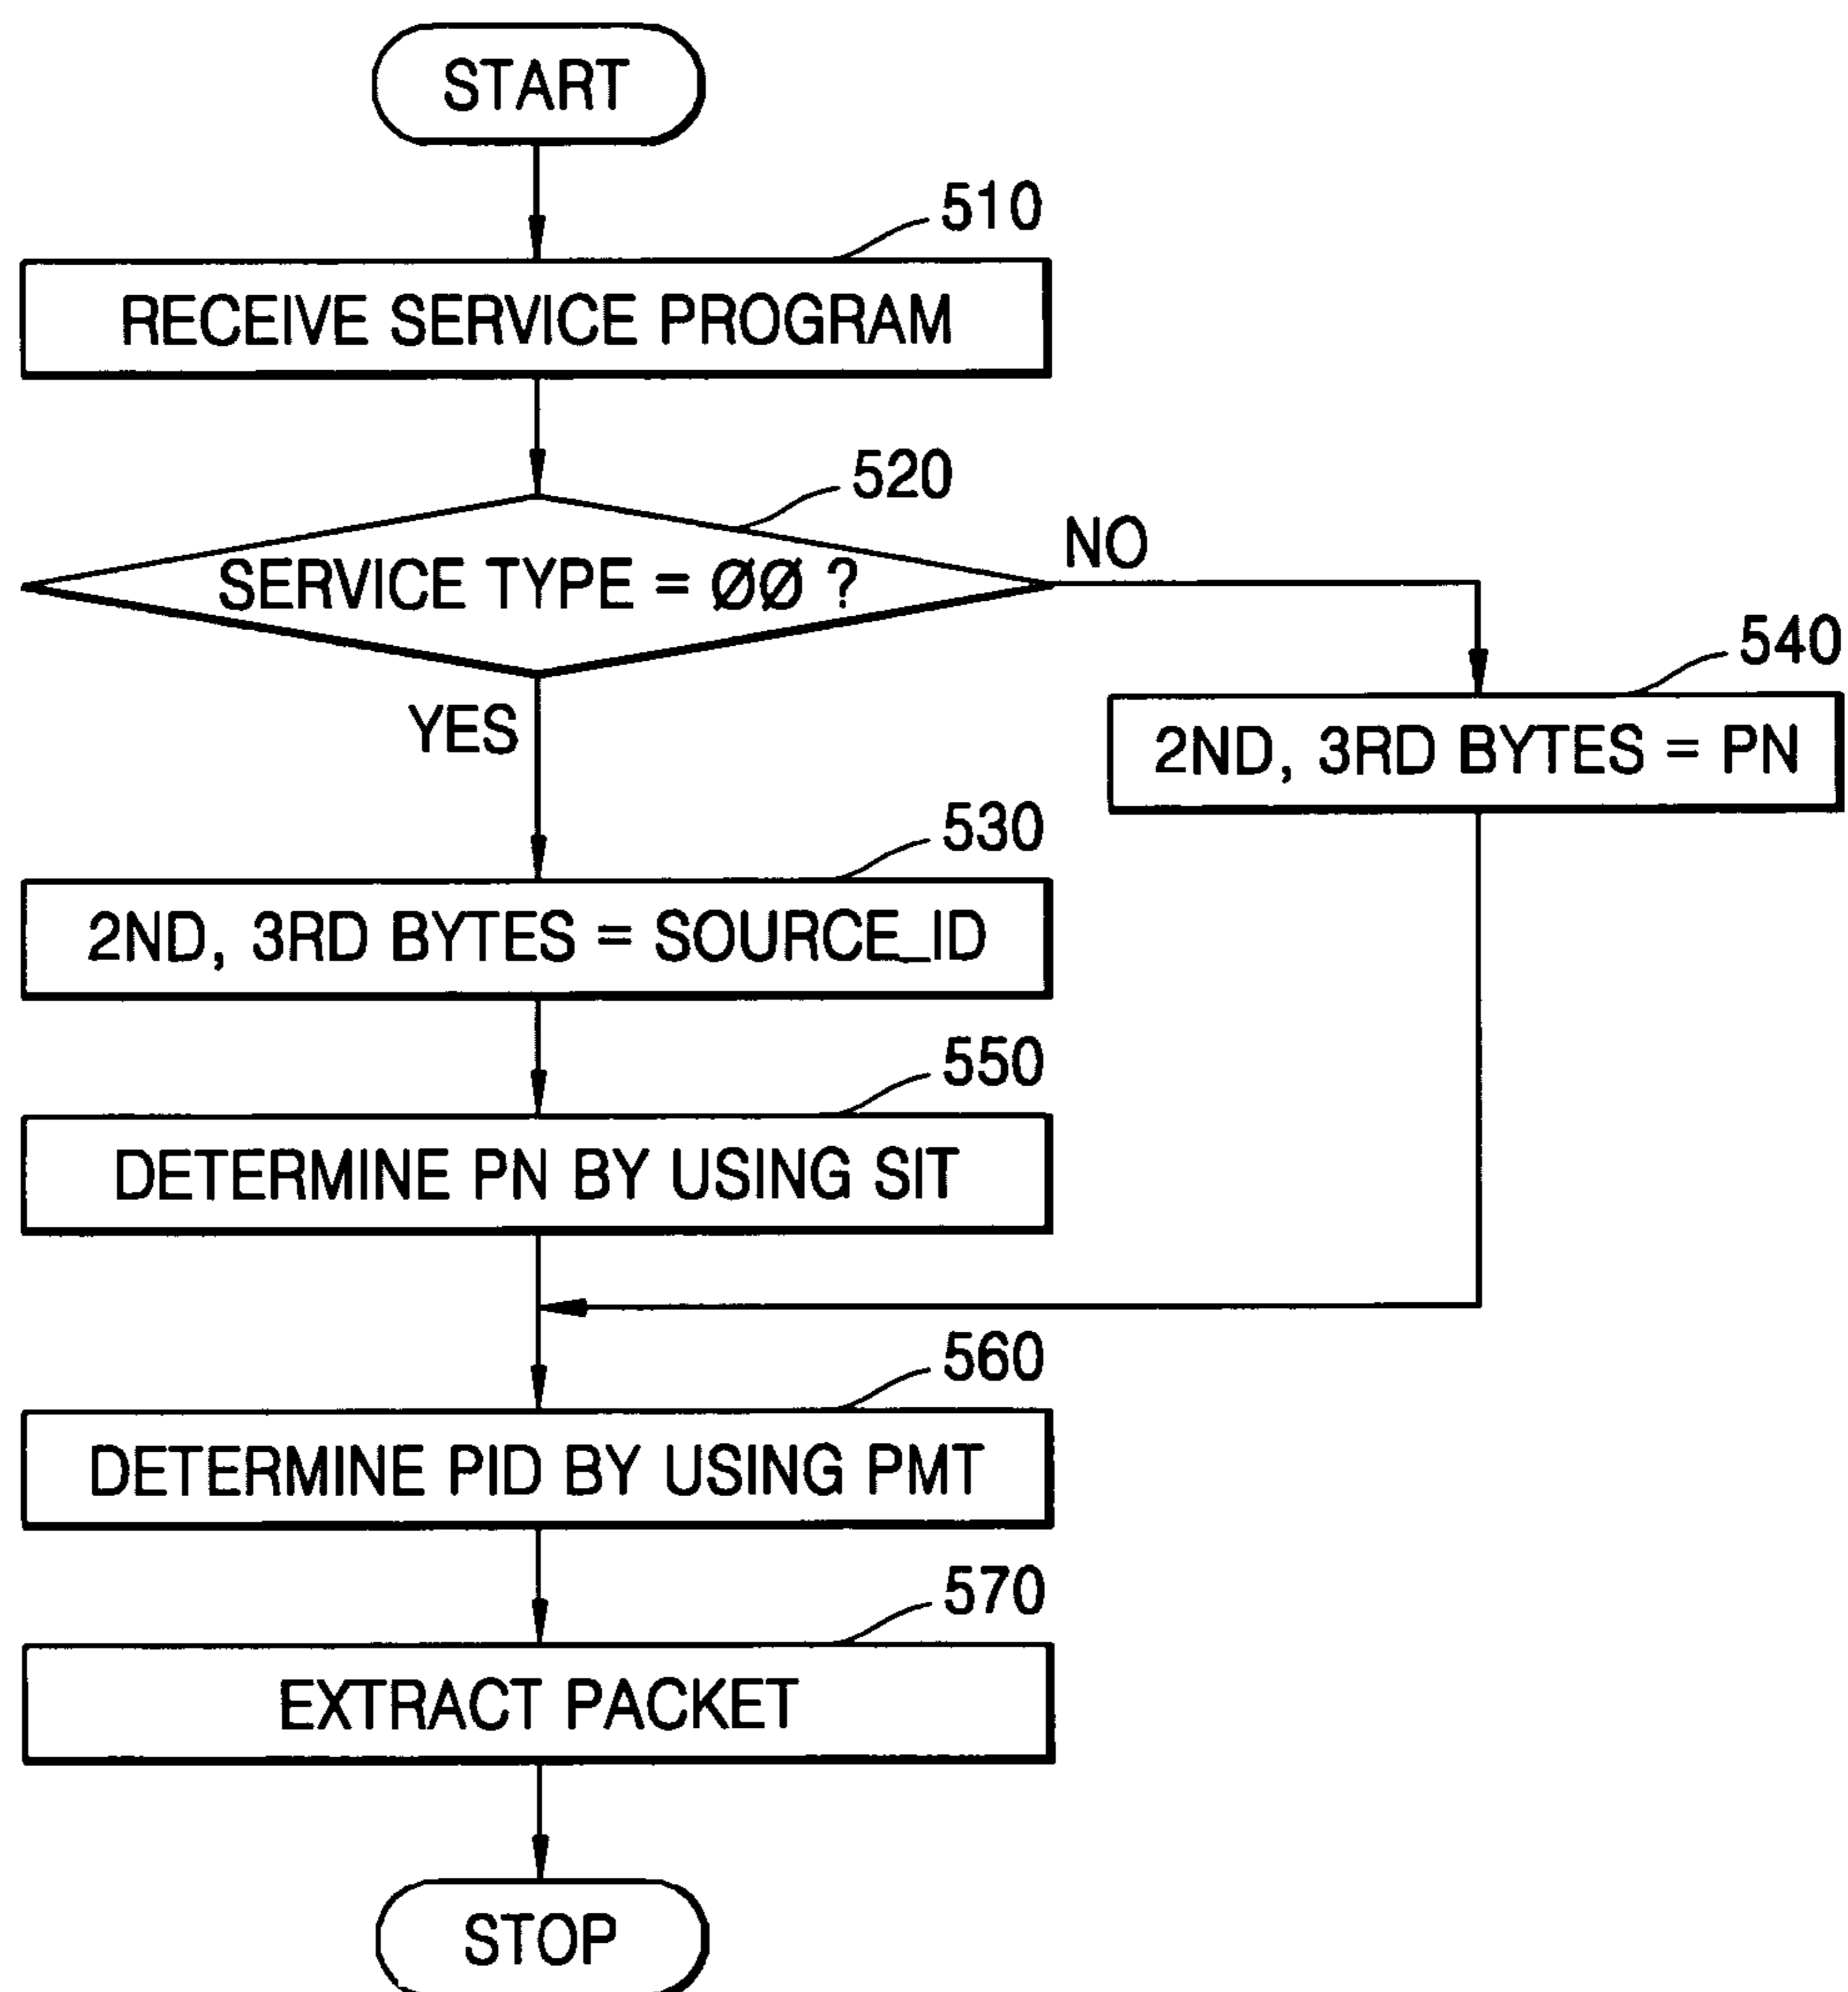 START
510
RECEIVE SERVICE PROGRAM
520
SERVICE TYPE = ØØ ?
NO
YES
540
2ND, 3RD BYTES = PN
530
2ND, 3RD BYTES = SOURCE_ID
550
DETERMINE PN BY USING SIT
560
DETERMINE PID BY USING PMT
570
EXTRACT PACKET
STOP